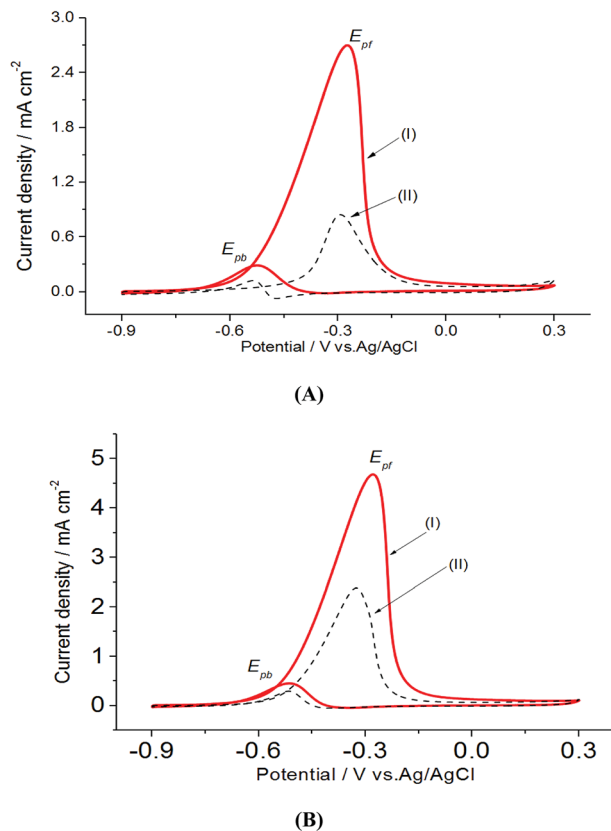 3.0
2.4
1.8
1.2
0.6
0.0
Current density / mA cm-2
Epf
(I)
(II)
Epb
-0.9
-0.6
-0.3
0.0
0.3
Potential / V vs.Ag/AgCl
(A)
5
4
3
2
1
0
Current density / mA cm-2
Epf
(I)
(II)
Epb
-0.9
-0.6
-0.3
0.0
0.3
Potential / V vs.Ag/AgCl
(B)